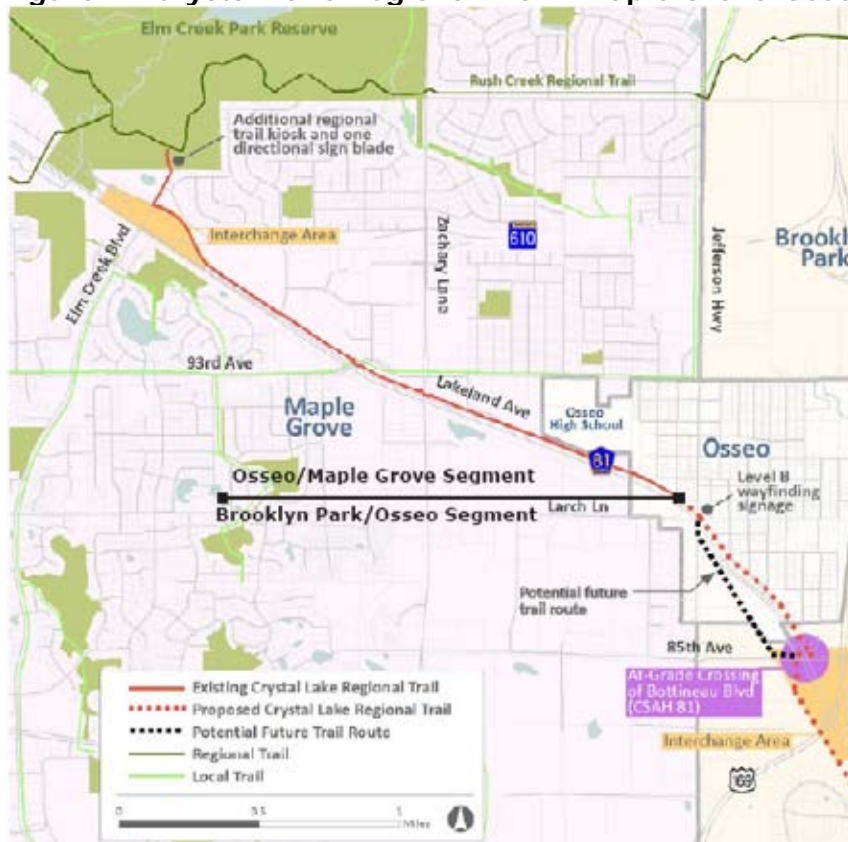 Elm Creek Park Reserve
Rush Creek Regional Trail
Additional regional
trail kiosk and one
directional sign blade
Interchange Area
Elm Creek Blvd
Zachary Lane
610
Jefferson Hwy
Brooklyn
Park
93rd Ave
Lakeland Ave
Maple
Grove
Osseo
High School
81
Osseo
Osseo/Maple Grove Segment
Brooklyn Park/Osseo Segment
Larch Ln
Level B
wayfinding
signage
Potential future
trail route
85th Ave
At-Grade Crossing
of Bottineau Blvd
(CSAH 81)
Interchange Area
169
Existing Crystal Lake Regional Trail
Proposed Crystal Lake Regional Trail
Potential Future Trail Route
Regional Trail
Local Trail
0 0.5 1
Miles